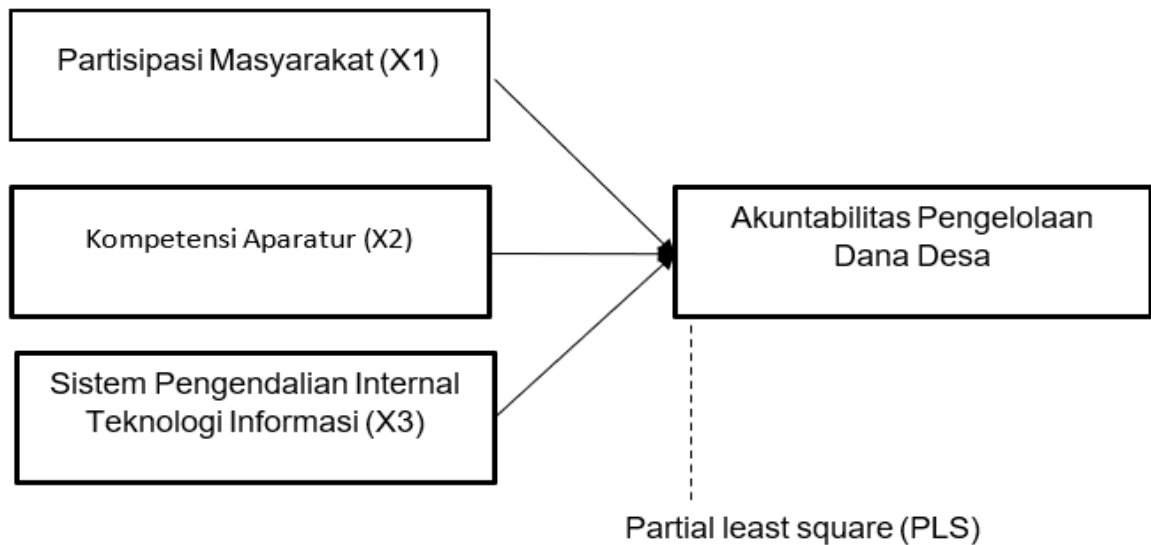 Partisipasi Masyarakat (X1)
Kompetensi Aparatur (X2)
Sistem Pengendalian Internal
Teknologi Informasi (X3)
Akuntabilitas Pengelolaan
Dana Desa
Partial least square (PLS)